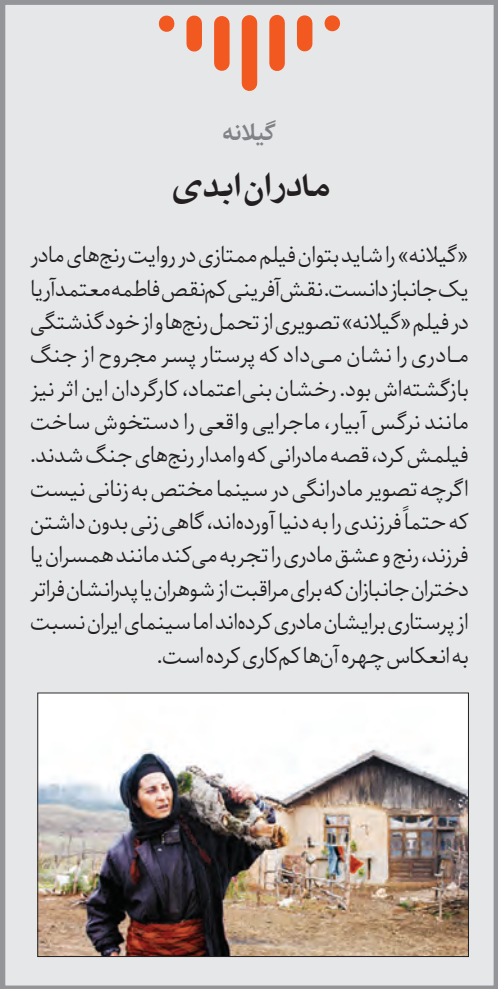 گیلانه
مادران ابدی
«گیلانه» را شاید بتوان فیلم ممتازی در روایت رنج‌های مادر
یک جانباز دانست. نقش‌آفرینی کم‌نقص فاطمه معتمدآریا
در فیلم «گیلانه» تصویری از تحمل رنج‌ها و از خود گذشتگی
مادری را نشان می‌داد که پرستار پسر مجروح از جنگ
بازگشته‌اش بود. رخشان بنی‌اعتماد، کارگردان این اثر نیز
مانند نرگس آبیار، ماجرایی واقعی را دستخوش ساخت
فیلمش کرد، قصه مادرانی که وامدار رنج‌های جنگ شدند.
اگرچه تصویر مادرانگی در سینما مختص به زنانی نیست
که حتماً فرزندی را به دنیا آورده‌اند، گاهی زنی بدون داشتن
فرزند، رنج و عشق مادری را تجربه می‌کند مانند همسران یا
دختران جانبازان که برای مراقبت از شوهران یا پدرانشان فراتر
از پرستاری برایشان مادری کرده‌اند اما سینمای ایران نسبت
به انعکاس چهره آن‌ها کم‌کاری کرده است.